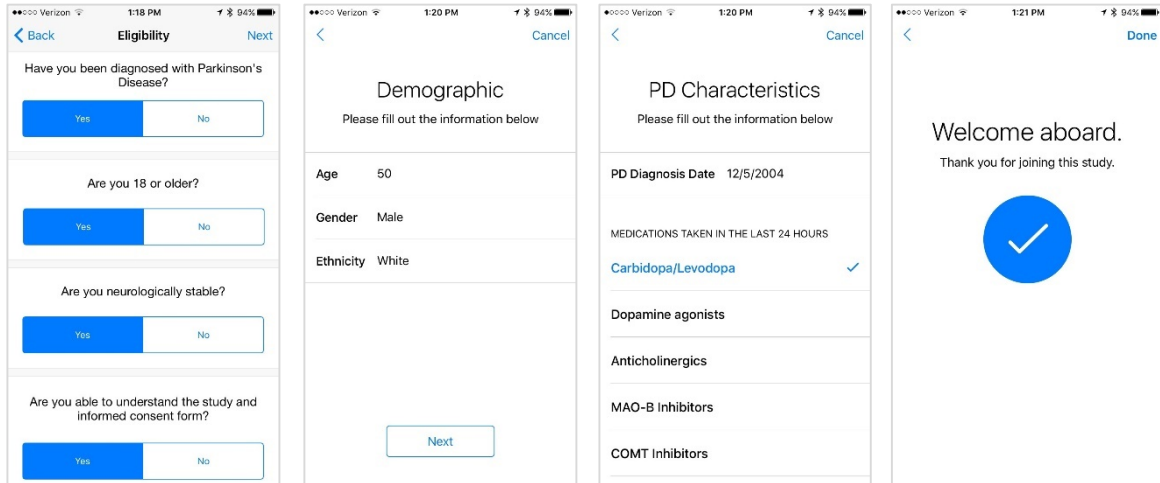 Verizon 1:18 PM 94%
Back Eligibility Next
Have you been diagnosed with Parkinson's
Disease?
Yes No
Are you 18 or older?
Yes No
Are you neurologically stable?
Yes No
Are you able to understand the study and
informed consent form?
Yes No
Verizon 1:20 PM 94%
Cancel
Demographic
Please fill out the information below
Age 50
Gender Male
Ethnicity White
Next
Verizon 1:20 PM 94%
Cancel
PD Characteristics
Please fill out the information below
PD Diagnosis Date 12/5/2004
MEDICATIONS TAKEN IN THE LAST 24 HOURS
Carbidopa/Levodopa
Dopamine agonists
Anticholinergics
MAO-B Inhibitors
COMT Inhibitors
Verizon 1:21 PM 94%
Done
Welcome aboard.
Thank you for joining this study.